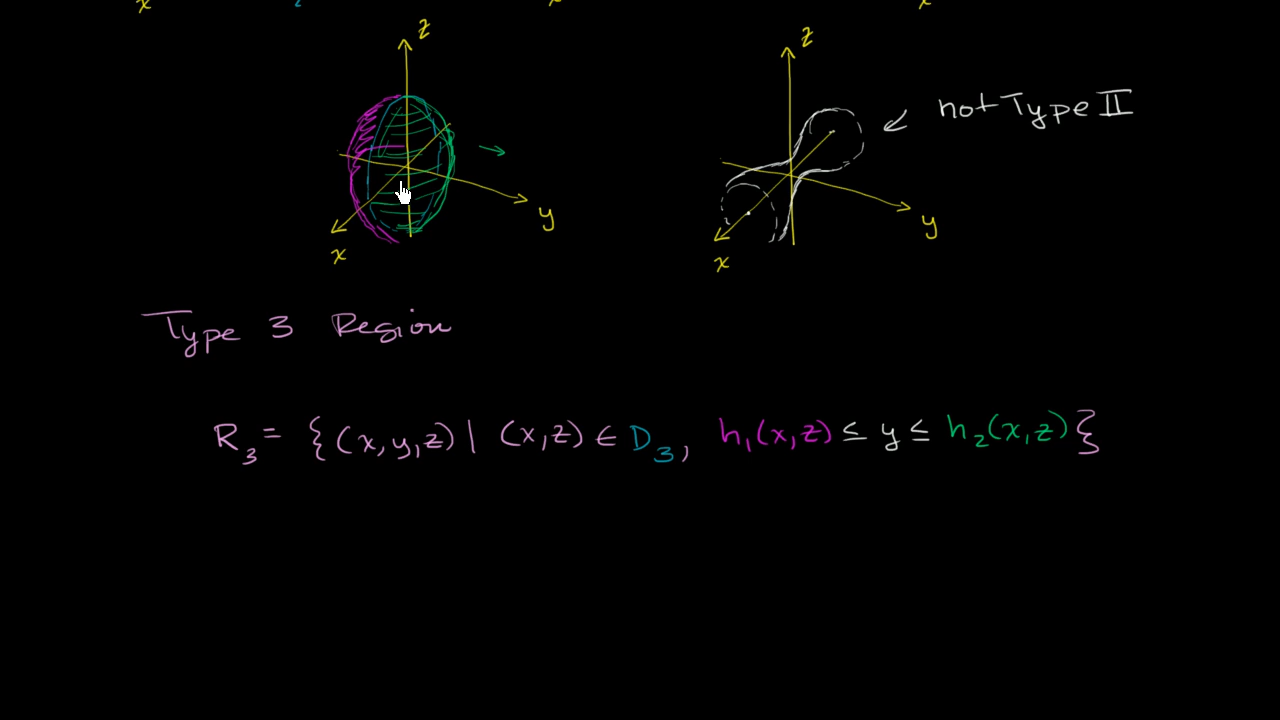 x x x
z z
not Type II
y y
x x
Type 3 Region
R₃ = {(x,y,z) | (x,z) ∈ D₃, h₁(x,z) ≤ y ≤ h₂(x,z)}